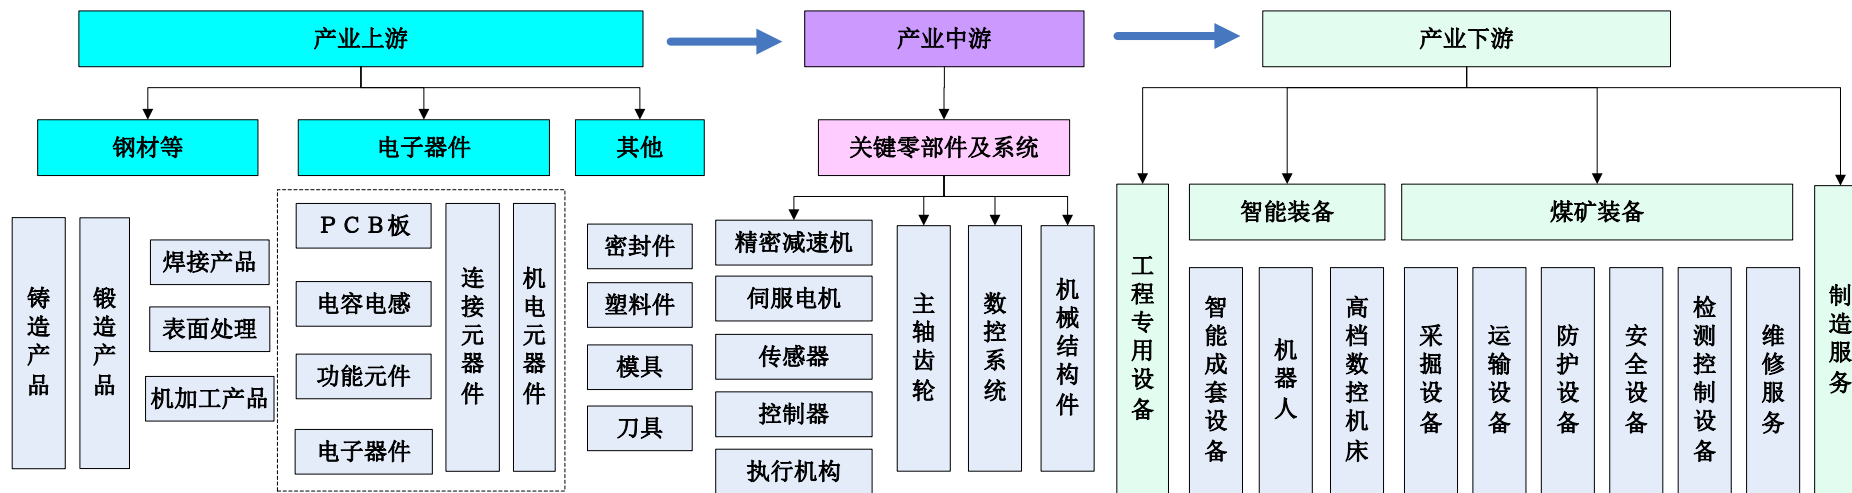 产业上游
产业中游
产业下游
钢材等
电子器件
其他
关键零部件及系统
工程专用设备
智能装备
煤矿装备
制造服务
铸造产品
锻造产品
焊接产品
表面处理
机加工产品
PCB板
电容电感
功能元件
电子器件
连接元器件
机电元器件
密封件
塑料件
模具
刀具
精密减速机
伺服电机
传感器
控制器
执行机构
主轴齿轮
数控系统
机械结构件
智能成套设备
机器人
高档数控机床
采掘设备
运输设备
防护设备
安全设备
检测控制设备
维修服务